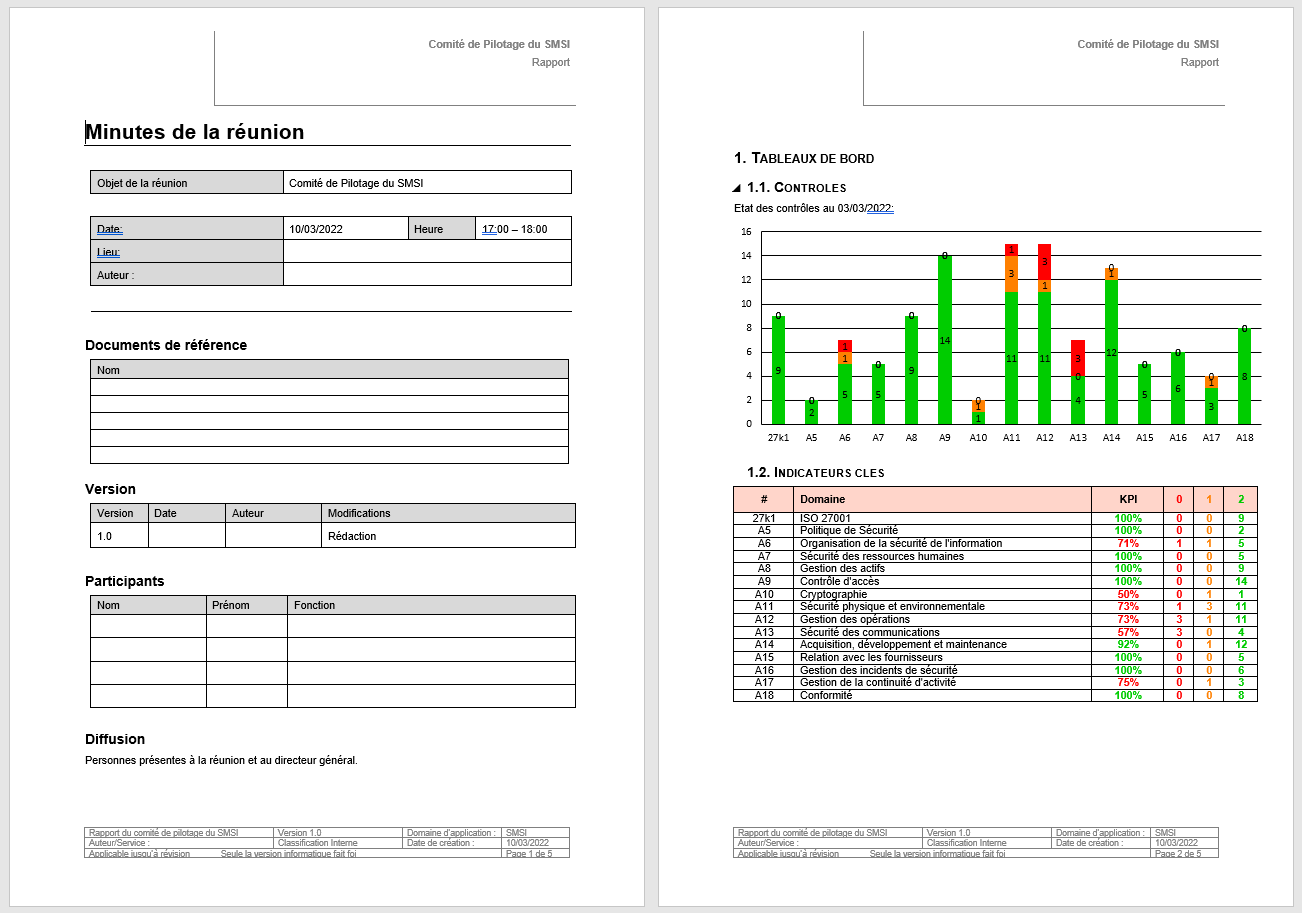 Comité de Pilotage du SMSI
Rapport
Minutes de la réunion
Objet de la réunion Comité de Pilotage du SMSI
Date: 10/03/2022 Heure 17:00 – 18:00
Lieu:
Auteur :
Documents de référence
Nom
Version
Version Date Auteur Modifications
1.0 Rédaction
Participants
Nom Prénom Fonction
Diffusion
Personnes présentes à la réunion et au directeur général.
Rapport du comité de pilotage du SMSI Version 1.0 Domaine d'application : SMSI
Auteur/Service : Classification Interne Date de création : 10/03/2022
Applicable jusqu'à révision Seule la version informatique fait foi Page 1 de 5
Comité de Pilotage du SMSI
Rapport
1. TABLEAUX DE BORD
1.1. CONTROLES
Etat des contrôles au 03/03/2022:
16
14
12
10
8
6
4
2
0
9 0
2 0
5 1 1
5 0
9 0
14 0
1 1 0
11 3 1
11 1 3
4 0 3
12 1 0
5 0
6 0
3 1 0
8 0
27k1 A5 A6 A7 A8 A9 A10 A11 A12 A13 A14 A15 A16 A17 A18
1.2. INDICATEURS CLES
# Domaine KPI 0 1 2
27k1 ISO 27001 100% 0 0 9
A5 Politique de Sécurité 100% 0 0 2
A6 Organisation de la sécurité de l'information 71% 1 1 5
A7 Sécurité des ressources humaines 100% 0 0 5
A8 Gestion des actifs 100% 0 0 9
A9 Contrôle d'accès 100% 0 0 14
A10 Cryptographie 50% 0 1 1
A11 Sécurité physique et environnementale 73% 1 3 11
A12 Gestion des opérations 73% 3 1 11
A13 Sécurité des communications 57% 3 0 4
A14 Acquisition, développement et maintenance 92% 0 1 12
A15 Relation avec les fournisseurs 100% 0 0 5
A16 Gestion des incidents de sécurité 100% 0 0 6
A17 Gestion de la continuité d'activité 75% 0 1 3
A18 Conformité 100% 0 0 8
Rapport du comité de pilotage du SMSI Version 1.0 Domaine d'application : SMSI
Auteur/Service : Classification Interne Date de création : 10/03/2022
Applicable jusqu'à révision Seule la version informatique fait foi Page 2 de 5